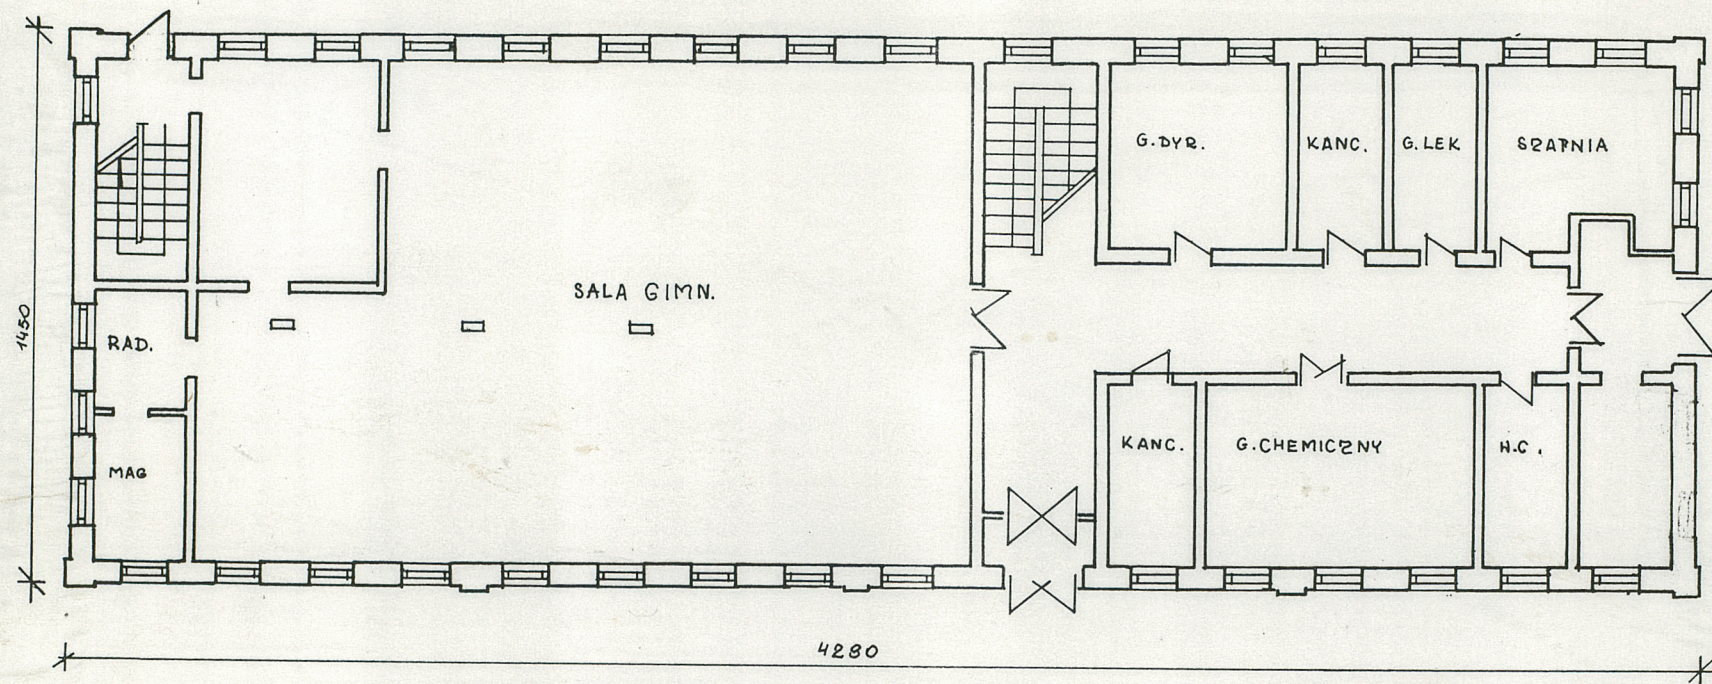 G.DYR.
KANC.
G.LEK
SZATNIA
SALA GIMN.
1450
RAD.
KANC.
G.CHEMICZNY
W.C.
MAG
4280